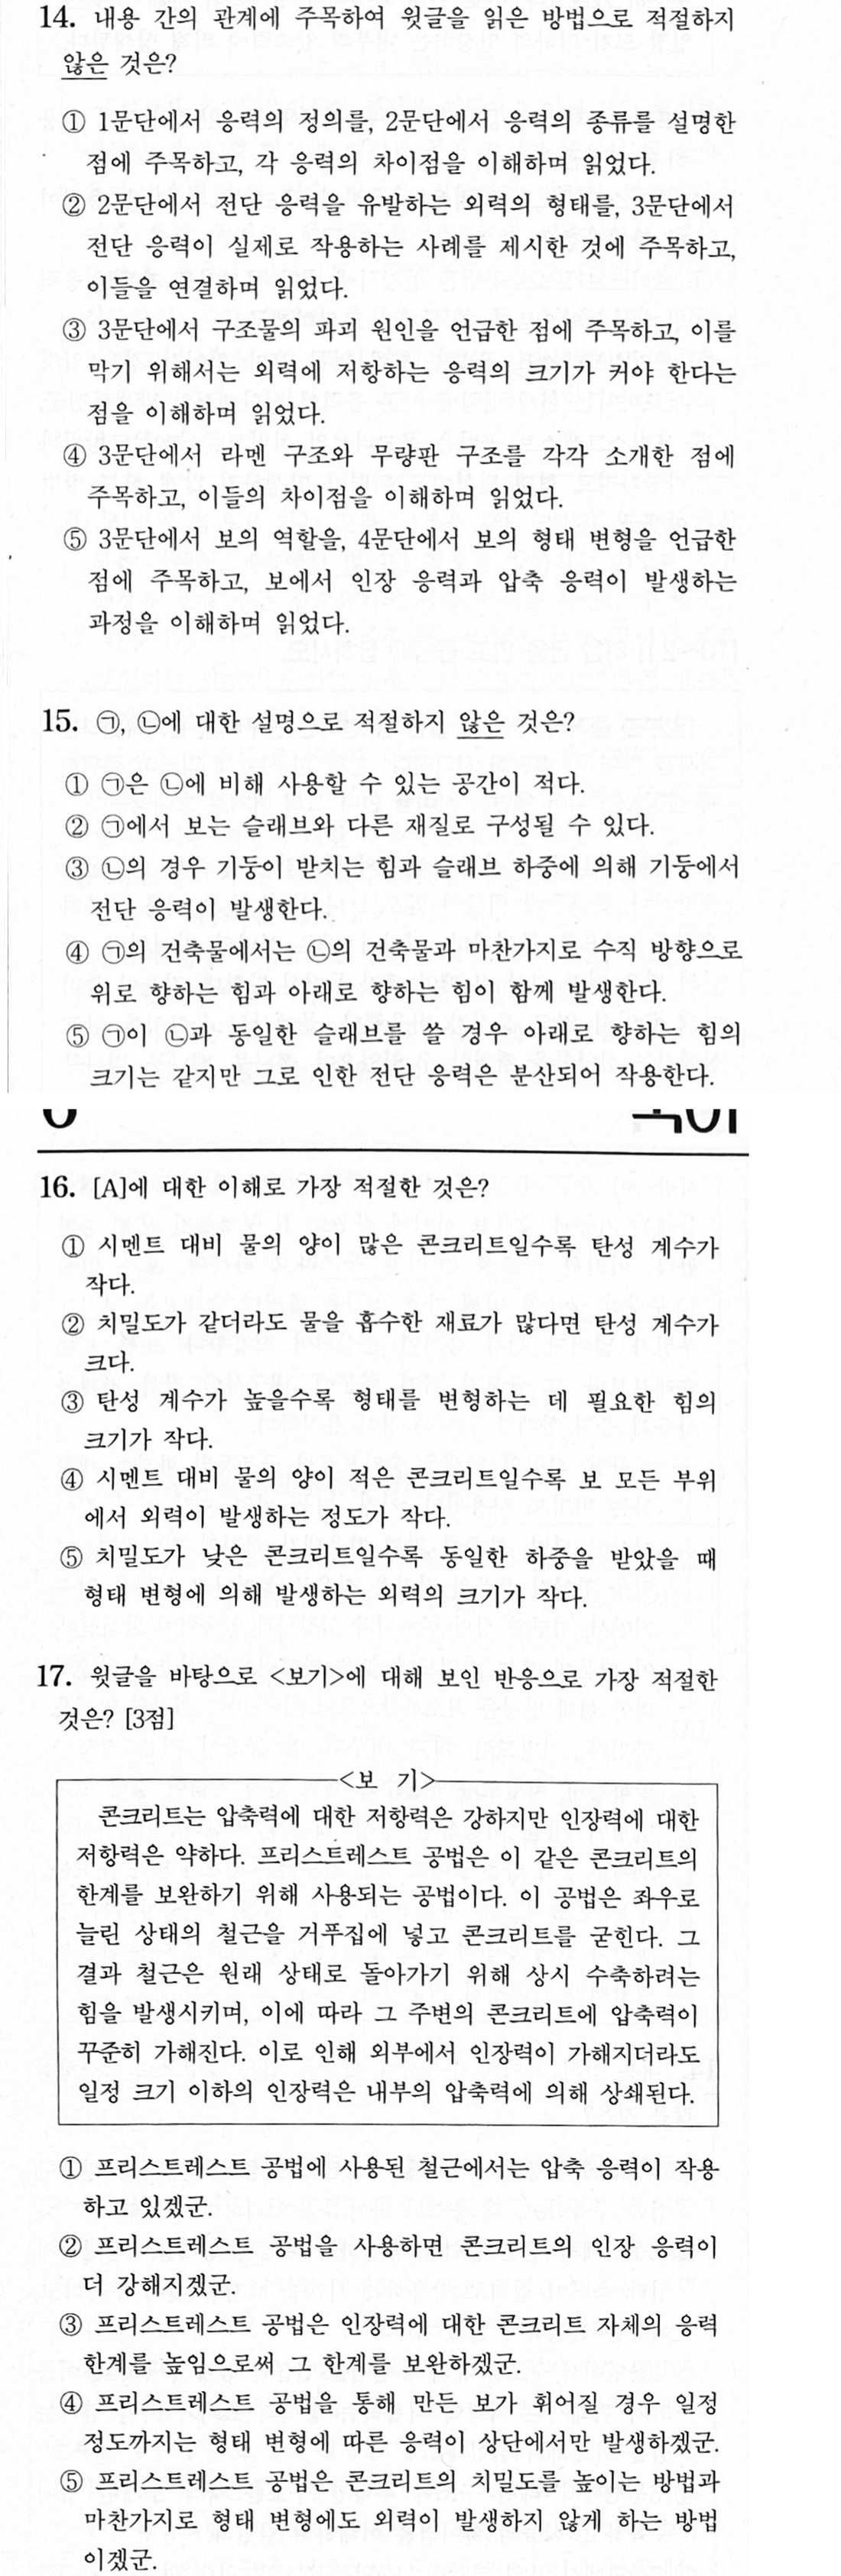 14. 내용 간의 관계에 주목하여 윗글을 읽은 방법으로 적절하지
않은 것은?
① 1문단에서 응력의 정의를, 2문단에서 응력의 종류를 설명한
점에 주목하고, 각 응력의 차이점을 이해하며 읽었다.
② 2문단에서 전단 응력을 유발하는 외력의 형태를, 3문단에서
전단 응력이 실제로 작용하는 사례를 제시한 것에 주목하고,
이들을 연결하며 읽었다.
③ 3문단에서 구조물의 파괴 원인을 언급한 점에 주목하고, 이를
막기 위해서는 외력에 저항하는 응력의 크기가 커야 한다는
점을 이해하며 읽었다.
④ 3문단에서 라멘 구조와 무량판 구조를 각각 소개한 점에
주목하고, 이들의 차이점을 이해하며 읽었다.
⑤ 3문단에서 보의 역할을, 4문단에서 보의 형태 변형을 언급한
점에 주목하고, 보에서 인장 응력과 압축 응력이 발생하는
과정을 이해하며 읽었다.
15. ㉠, ㉡에 대한 설명으로 적절하지 않은 것은?
① ㉠은 ㉡에 비해 사용할 수 있는 공간이 적다.
② ㉠에서 보는 슬래브와 다른 재질로 구성될 수 있다.
③ ㉡의 경우 기둥이 받치는 힘과 슬래브 하중에 의해 기둥에서
전단 응력이 발생한다.
④ ㉠의 건축물에서는 ㉡의 건축물과 마찬가지로 수직 방향으로
위로 향하는 힘과 아래로 향하는 힘이 함께 발생한다.
⑤ ㉠이 ㉡과 동일한 슬래브를 쓸 경우 아래로 향하는 힘의
크기는 같지만 그로 인한 전단 응력은 분산되어 작용한다.
16. [A]에 대한 이해로 가장 적절한 것은?
① 시멘트 대비 물의 양이 많은 콘크리트일수록 탄성 계수가
작다.
② 치밀도가 같더라도 물을 흡수한 재료가 많다면 탄성 계수가
크다.
③ 탄성 계수가 높을수록 형태를 변형하는 데 필요한 힘의
크기가 작다.
④ 시멘트 대비 물의 양이 적은 콘크리트일수록 보 모든 부위
에서 외력이 발생하는 정도가 작다.
⑤ 치밀도가 낮은 콘크리트일수록 동일한 하중을 받았을 때
형태 변형에 의해 발생하는 외력의 크기가 작다.
17. 윗글을 바탕으로 <보기>에 대해 보인 반응으로 가장 적절한
것은? [3점]
<보 기>
콘크리트는 압축력에 대한 저항력은 강하지만 인장력에 대한
저항력은 약하다. 프리스트레스트 공법은 이 같은 콘크리트의
한계를 보완하기 위해 사용되는 공법이다. 이 공법은 좌우로
늘린 상태의 철근을 거푸집에 넣고 콘크리트를 굳힌다. 그
결과 철근은 원래 상태로 돌아가기 위해 상시 수축하려는
힘을 발생시키며, 이에 따라 그 주변의 콘크리트에 압축력이
꾸준히 가해진다. 이로 인해 외부에서 인장력이 가해지더라도
일정 크기 이하의 인장력은 내부의 압축력에 의해 상쇄된다.
① 프리스트레스트 공법에 사용된 철근에서는 압축 응력이 작용
하고 있겠군.
② 프리스트레스트 공법을 사용하면 콘크리트의 인장 응력이
더 강해지겠군.
③ 프리스트레스트 공법은 인장력에 대한 콘크리트 자체의 응력
한계를 높임으로써 그 한계를 보완하겠군.
④ 프리스트레스트 공법을 통해 만든 보가 휘어질 경우 일정
정도까지는 형태 변형에 따른 응력이 상단에서만 발생하겠군.
⑤ 프리스트레스트 공법은 콘크리트의 치밀도를 높이는 방법과
마찬가지로 형태 변형에도 외력이 발생하지 않게 하는 방법
이겠군.